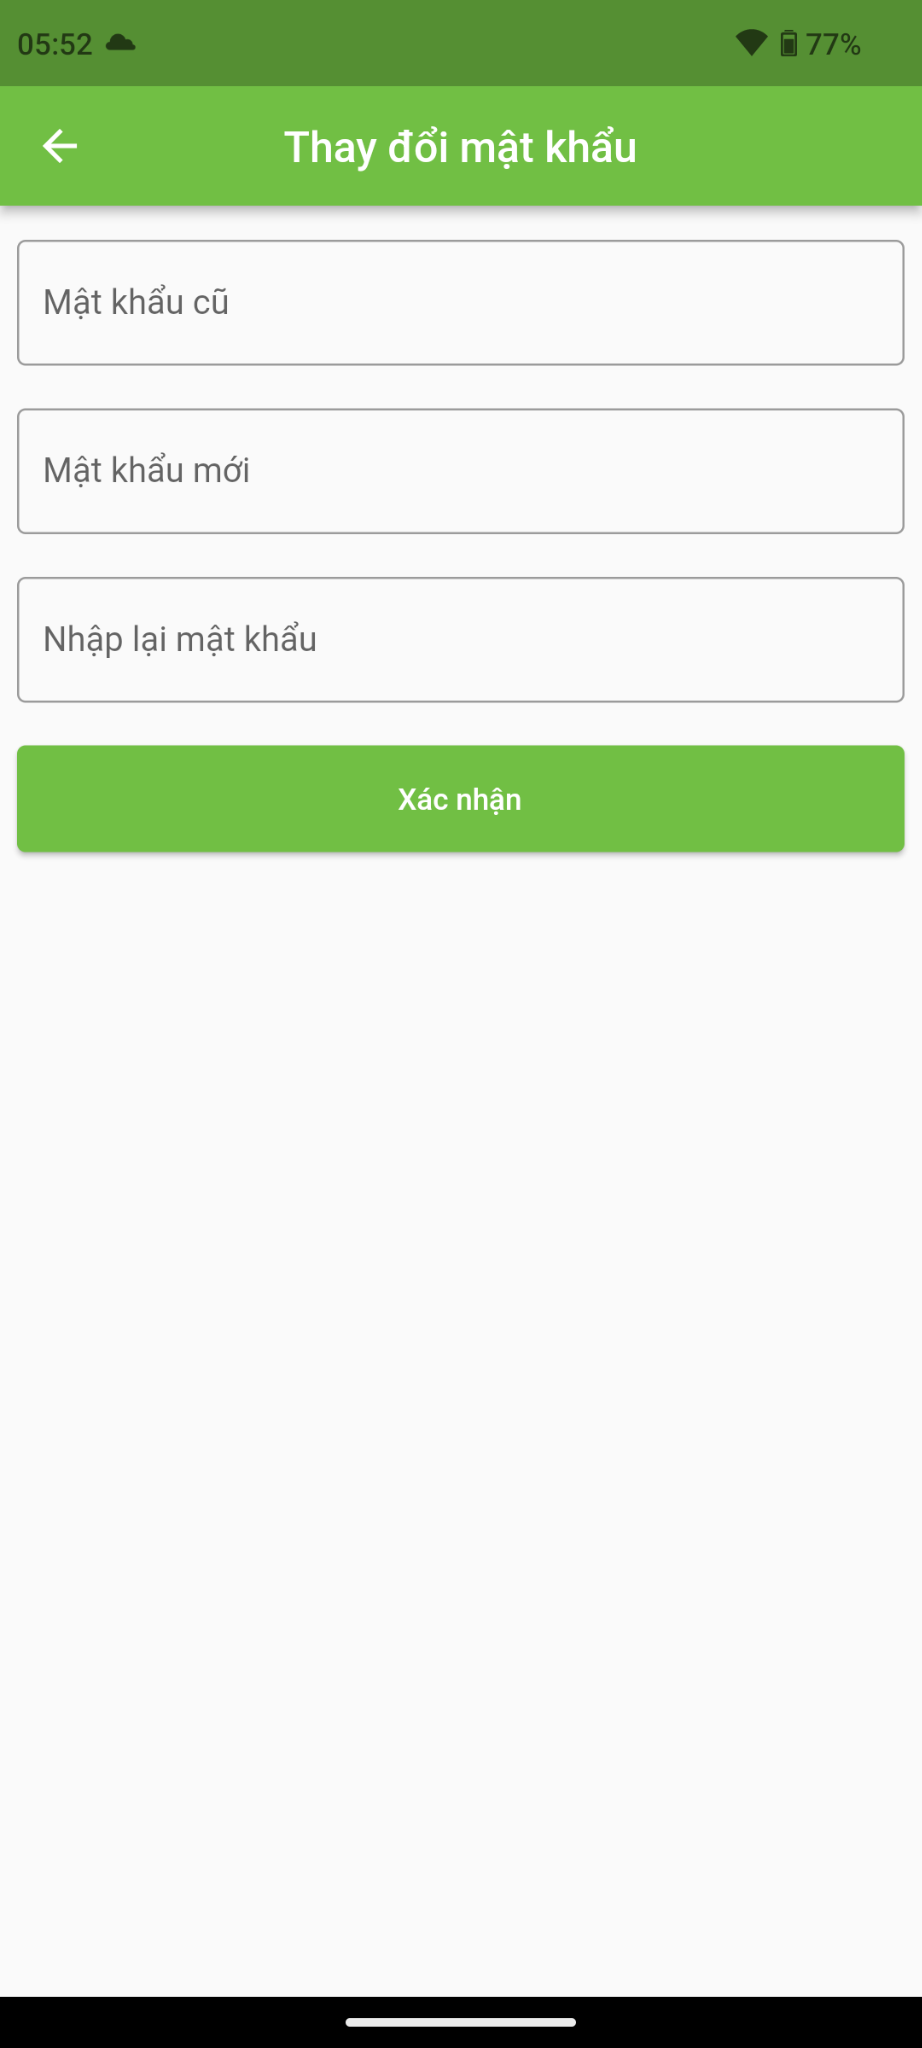 05:52
77%
Thay đổi mật khẩu
Mật khẩu cũ
Mật khẩu mới
Nhập lại mật khẩu
Xác nhận